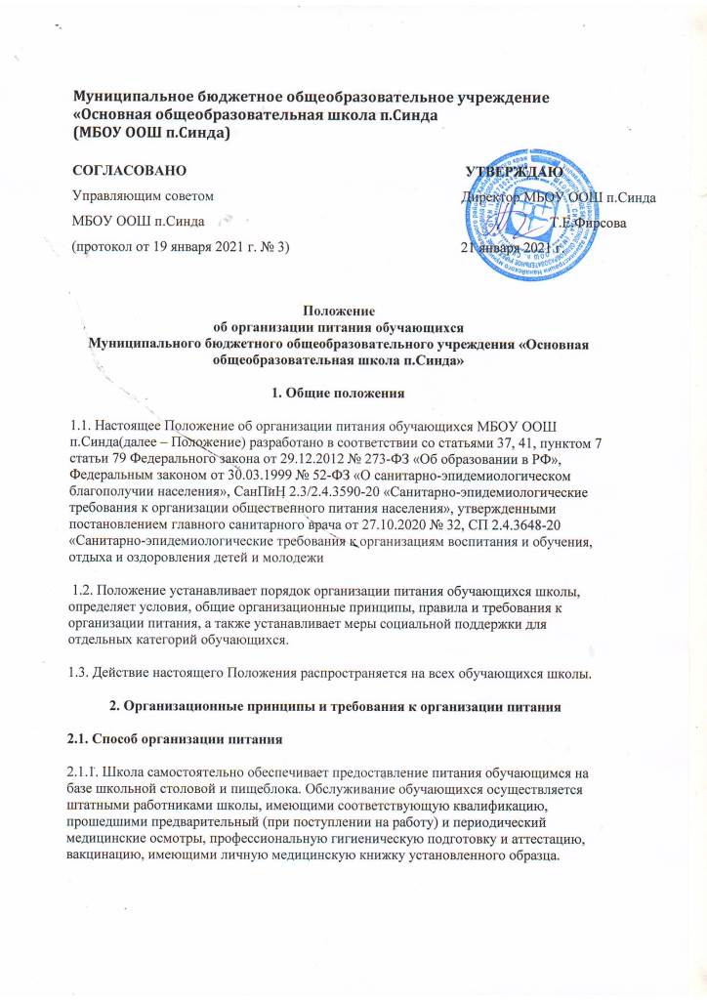 Муниципальное бюджетное общеобразовательное учреждение
«Основная общеобразовательная школа п.Синда
(МБОУ ООШ п.Синда)
СОГЛАСОВАНО
Управляющим советом
МБОУ ООШ п.Синда
(протокол от 19 января 2021 г. № 3)
УТВЕРЖДАЮ
Директор МБОУ ООШ п.Синда
Т.Е.Фирсова
21 января 2021 г.
Положение
об организации питания обучающихся
Муниципального бюджетного общеобразовательного учреждения «Основная
общеобразовательная школа п.Синда»
1. Общие положения
1.1. Настоящее Положение об организации питания обучающихся МБОУ ООШ
п.Синда(далее – Положение) разработано в соответствии со статьями 37, 41, пунктом 7
статьи 79 Федерального закона от 29.12.2012 № 273-ФЗ «Об образовании в РФ»,
Федеральным законом от 30.03.1999 № 52-ФЗ «О санитарно-эпидемиологическом
благополучии населения», СанПиН 2.3/2.4.3590-20 «Санитарно-эпидемиологические
требования к организации общественного питания населения», утвержденными
постановлением главного санитарного врача от 27.10.2020 № 32, СП 2.4.3648-20
«Санитарно-эпидемиологические требования к организациям воспитания и обучения,
отдыха и оздоровления детей и молодежи
1.2. Положение устанавливает порядок организации питания обучающихся школы,
определяет условия, общие организационные принципы, правила и требования к
организации питания, а также устанавливает меры социальной поддержки для
отдельных категорий обучающихся.
1.3. Действие настоящего Положения распространяется на всех обучающихся школы.
2. Организационные принципы и требования к организации питания
2.1. Способ организации питания
2.1.1. Школа самостоятельно обеспечивает предоставление питания обучающимся на
базе школьной столовой и пищеблока. Обслуживание обучающихся осуществляется
штатными работниками школы, имеющими соответствующую квалификацию,
прошедшими предварительный (при поступлении на работу) и периодический
медицинские осмотры, профессиональную гигиеническую подготовку и аттестацию,
вакцинацию, имеющими личную медицинскую книжку установленного образца.